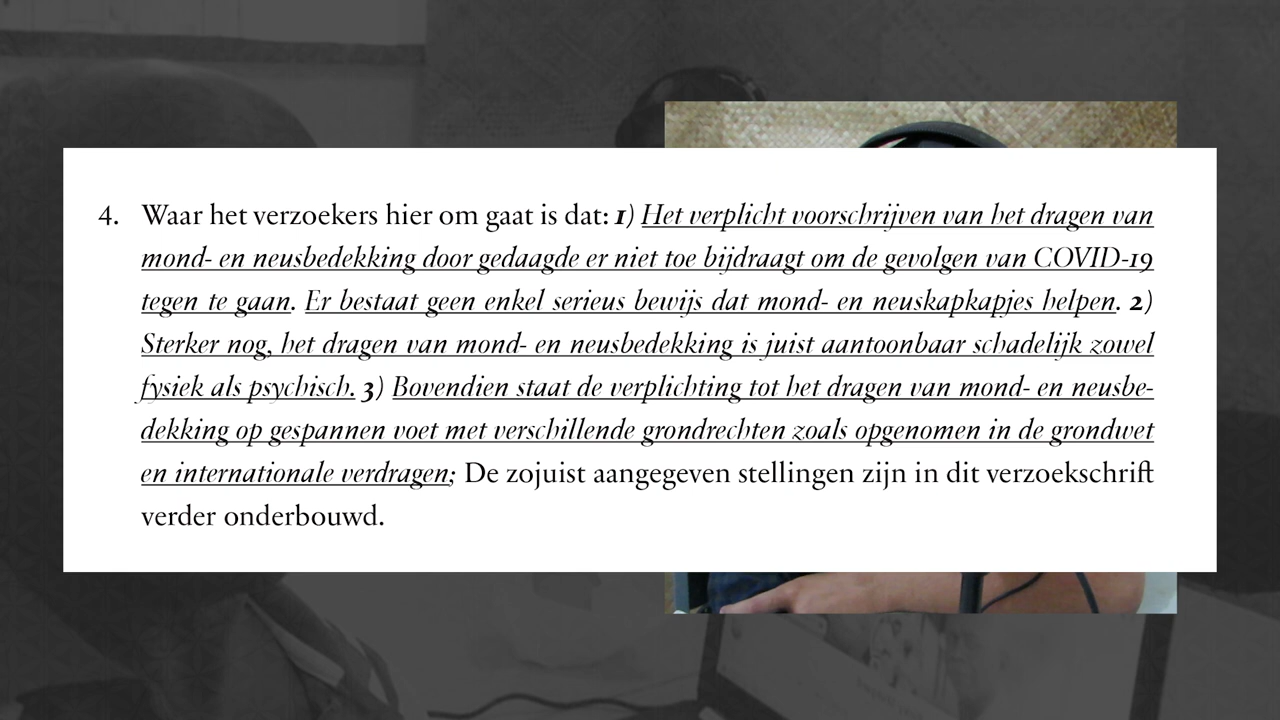 4. Waar het verzoekers hier om gaat is dat: 1) Het verplicht voorschrijven van het dragen van
mond- en neusbedekking door gedaagde er niet toe bijdraagt om de gevolgen van COVID-19
tegen te gaan. Er bestaat geen enkel serieus bewijs dat mond- en neuskapkapjes helpen. 2)
Sterker nog, het dragen van mond- en neusbedekking is juist aantoonbaar schadelijk zowel
fysiek als psychisch. 3) Bovendien staat de verplichting tot het dragen van mond- en neusbe-
dekking op gespannen voet met verschillende grondrechten zoals opgenomen in de grondwet
en internationale verdragen; De zojuist aangegeven stellingen zijn in dit verzoekschrift
verder onderbouwd.